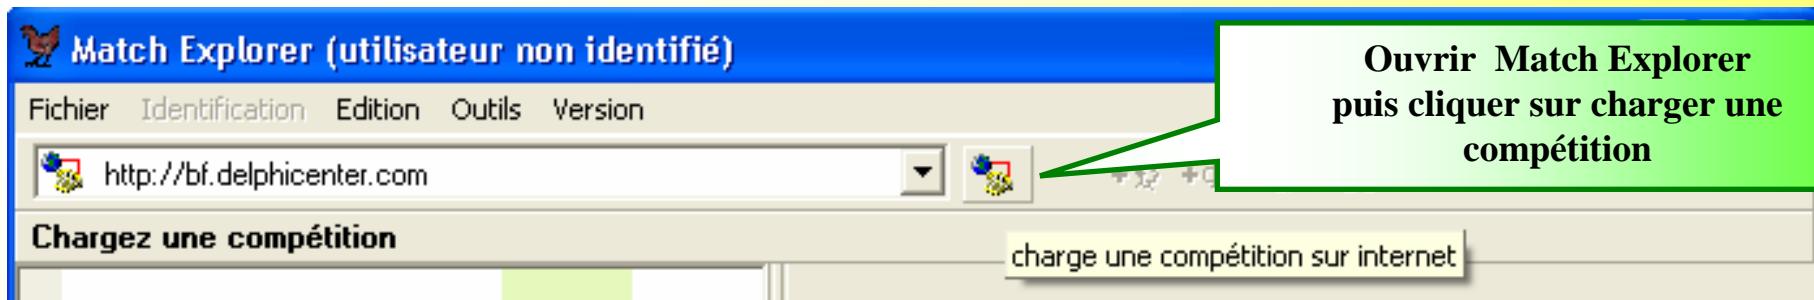 Match Explorer (utilisateur non identifié)
Fichier Identification Edition Outils Version
http://bf.delphicenter.com
Ouvrir Match Explorer
puis cliquer sur charger une
compétition
Chargez une compétition
charge une compétition sur internet